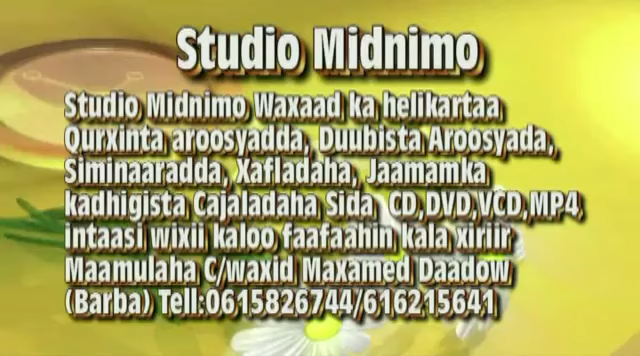 Studio Midnimo
Studio Midnimo Waxaad ka helikartaa
Qurxinta aroosyadda, Duubista Aroosyada,
Siminaaradda, Xafladaha, Jaamamka
kadhigista Cajaladaha Sida CD,DVD,VCD,MP4
intaasi wixii kaloo faafaahin kala xiriir
Maamulaha C/waxid Maxamed Daadow
(Barba) Tell:0615826744/616215641